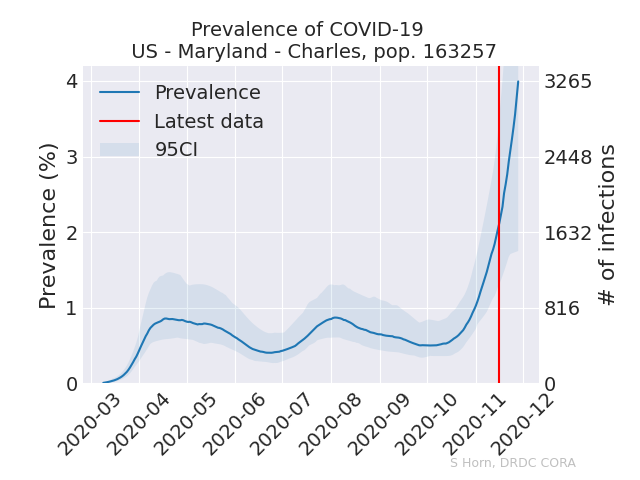 Prevalence of COVID-19
US - Maryland - Charles, pop. 163257
Prevalence
Latest data
95CI
Prevalence (%)
4
3
2
1
0
3265
2448
1632
816
0
# of infections
2020-03
2020-04
2020-05
2020-06
2020-07
2020-08
2020-09
2020-10
2020-11
2020-12
S Horn, DRDC CORA